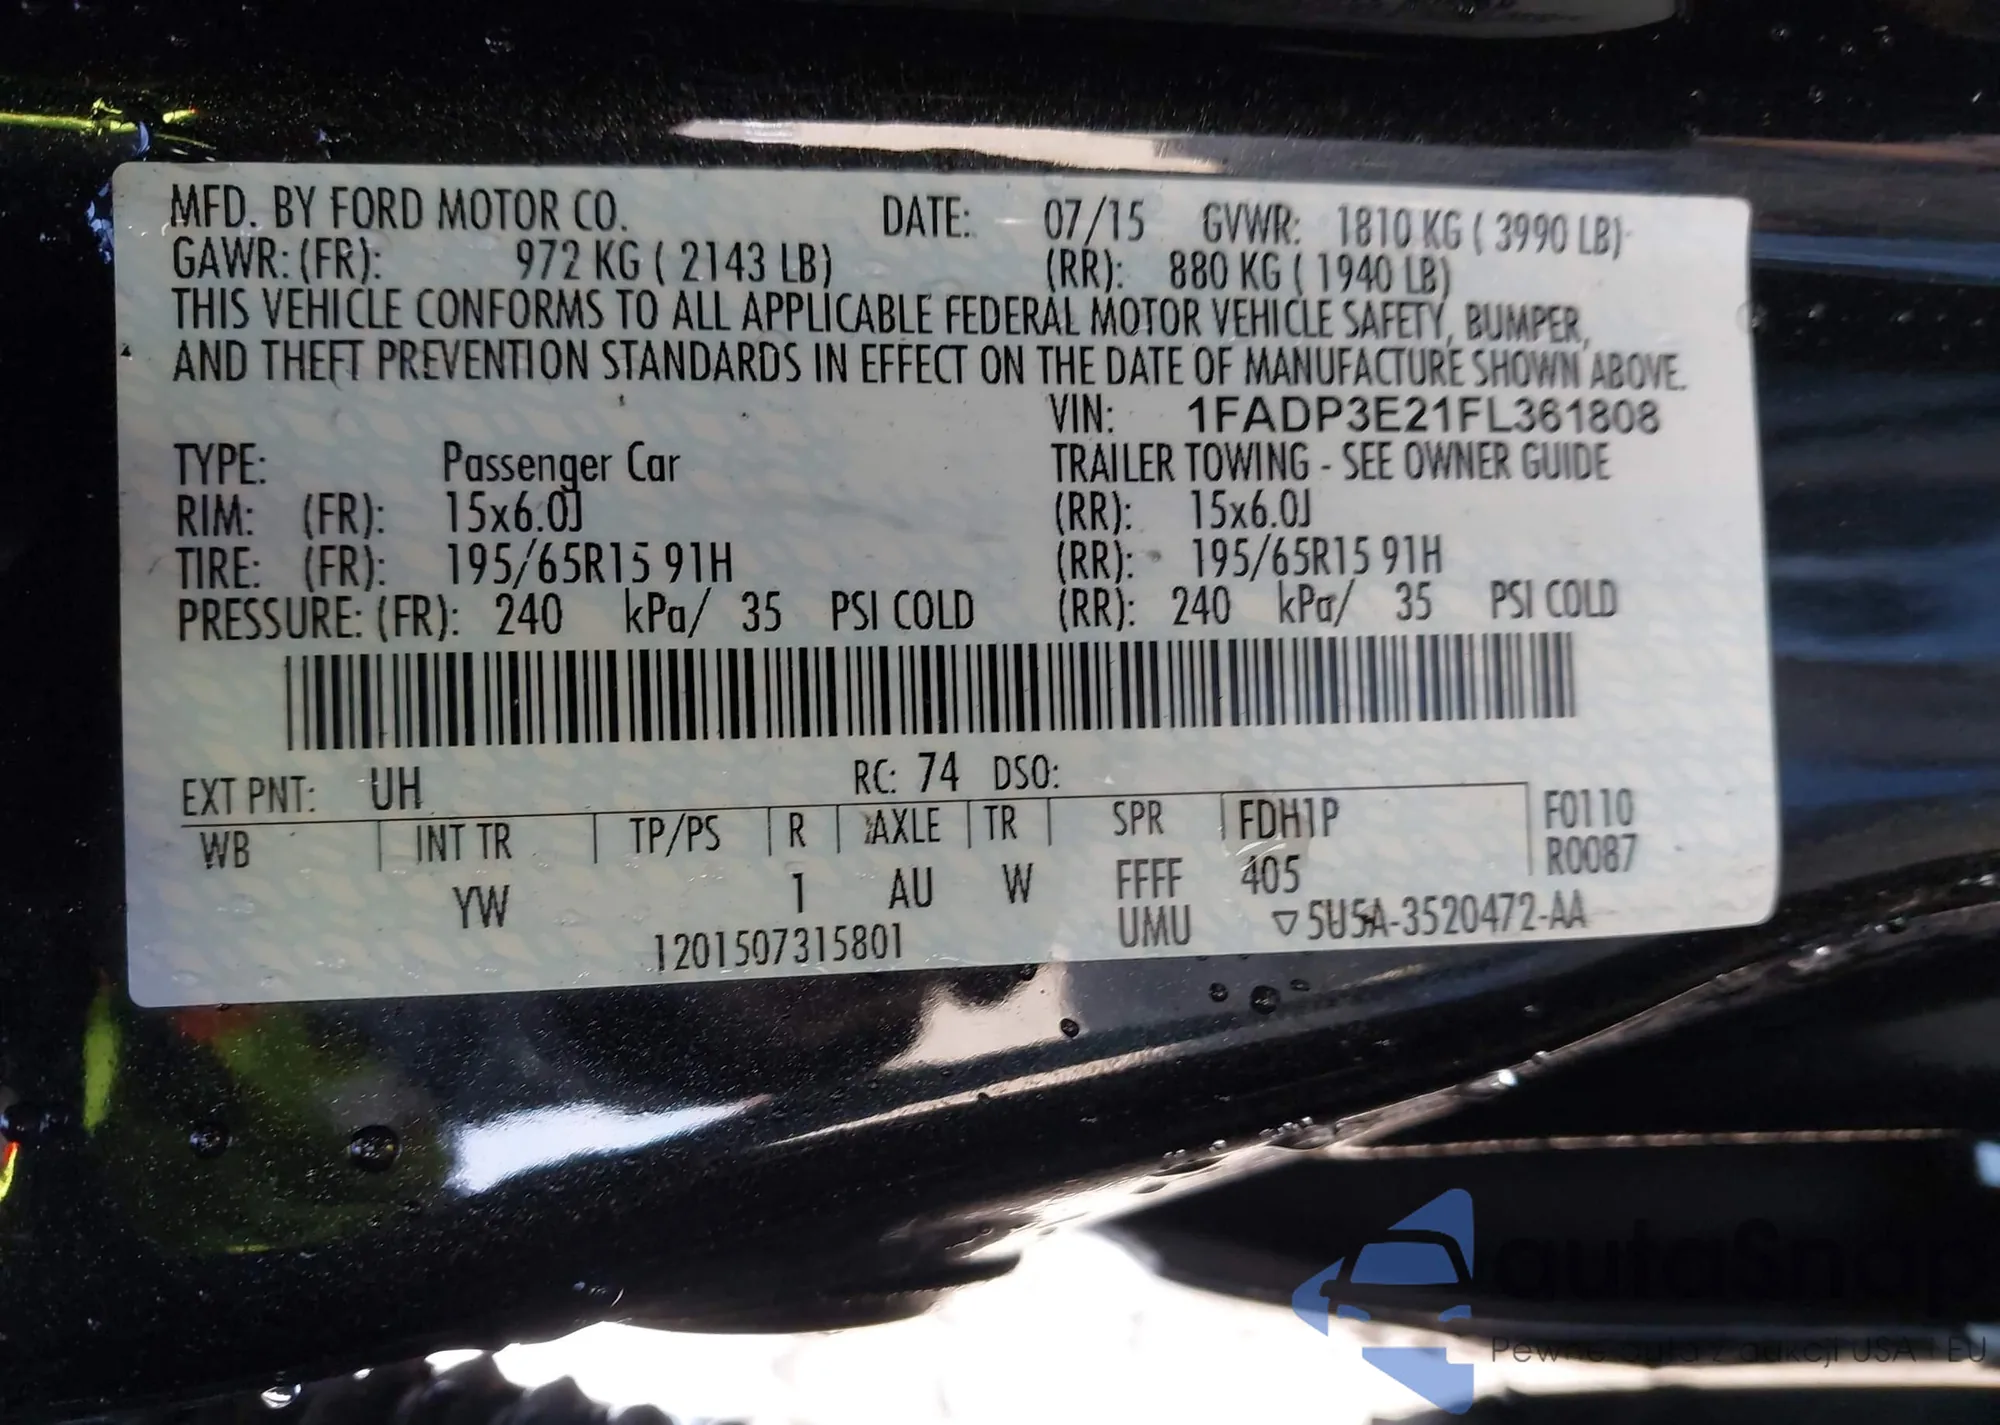 MFD. BY FORD MOTOR CO. DATE: 07/15 GVWR: 1810 KG ( 3990 LB)
GAWR: (FR): 972 KG ( 2143 LB) (RR): 880 KG ( 1940 LB)
THIS VEHICLE CONFORMS TO ALL APPLICABLE FEDERAL MOTOR VEHICLE SAFETY, BUMPER,
AND THEFT PREVENTION STANDARDS IN EFFECT ON THE DATE OF MANUFACTURE SHOWN ABOVE.
VIN: 1FADP3E21FL361808
TYPE: Passenger Car TRAILER TOWING - SEE OWNER GUIDE
RIM: (FR): 15x6.0J (RR): 15x6.0J
TIRE: (FR): 195/65R15 91H (RR): 195/65R15 91H
PRESSURE: (FR): 240 kPa/ 35 PSI COLD (RR): 240 kPa/ 35 PSI COLD
EXT PNT: UH RC: 74 DSO:
WB INT TR TP/PS R AXLE TR SPR FDH1P F0110
YW 1 AU W FFFF 405 R0087
1201507315801 UMU ▽ 5U5A-3520472-AA
autoSnap
Pewne auta z aukcji USA i EU